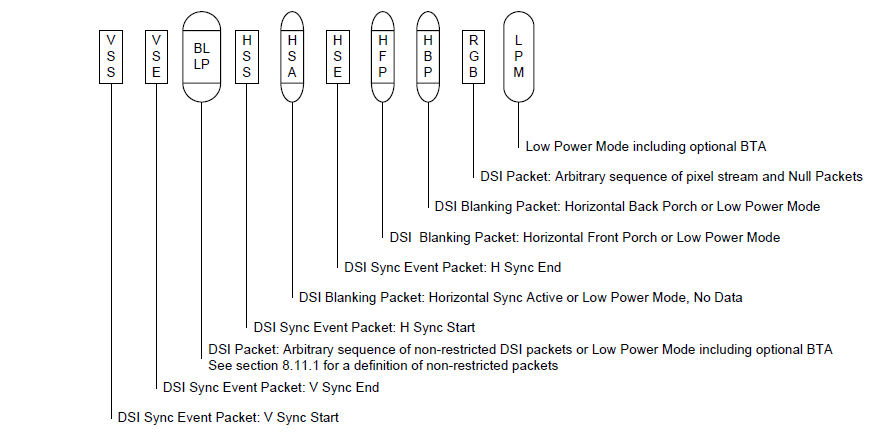 VSS
VSE
BL
LP
HSS
HSA
HSE
HFP
HBP
RGB
LPM
Low Power Mode including optional BTA
DSI Packet: Arbitrary sequence of pixel stream and Null Packets
DSI Blanking Packet: Horizontal Back Porch or Low Power Mode
DSI Blanking Packet: Horizontal Front Porch or Low Power Mode
DSI Sync Event Packet: H Sync End
DSI Blanking Packet: Horizontal Sync Active or Low Power Mode, No Data
DSI Sync Event Packet: H Sync Start
DSI Packet: Arbitrary sequence of non-restricted DSI packets or Low Power Mode including optional BTA
See section 8.11.1 for a definition of non-restricted packets
DSI Sync Event Packet: V Sync End
DSI Sync Event Packet: V Sync Start